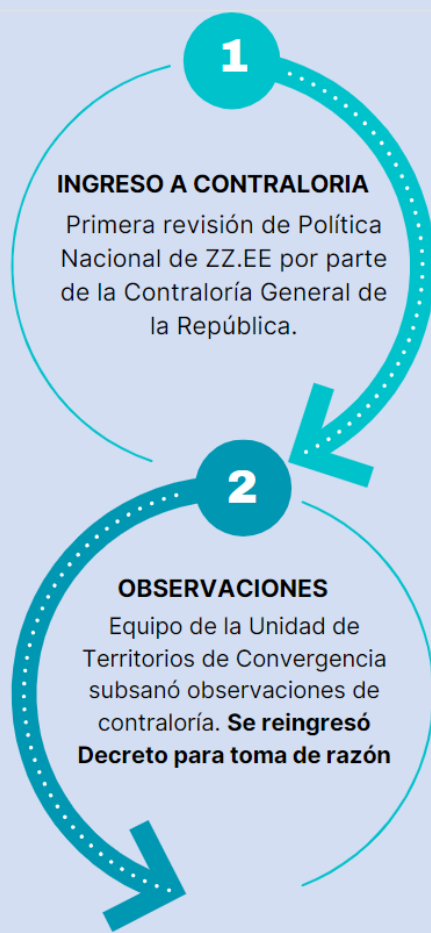 1
INGRESO A CONTRALORIA
Primera revisión de Política
Nacional de ZZ.EE por parte
de la Contraloría General de
la República.
2
OBSERVACIONES
Equipo de la Unidad de
Territorios de Convergencia
subsanó observaciones de
contraloría. Se reingresó
Decreto para toma de razón